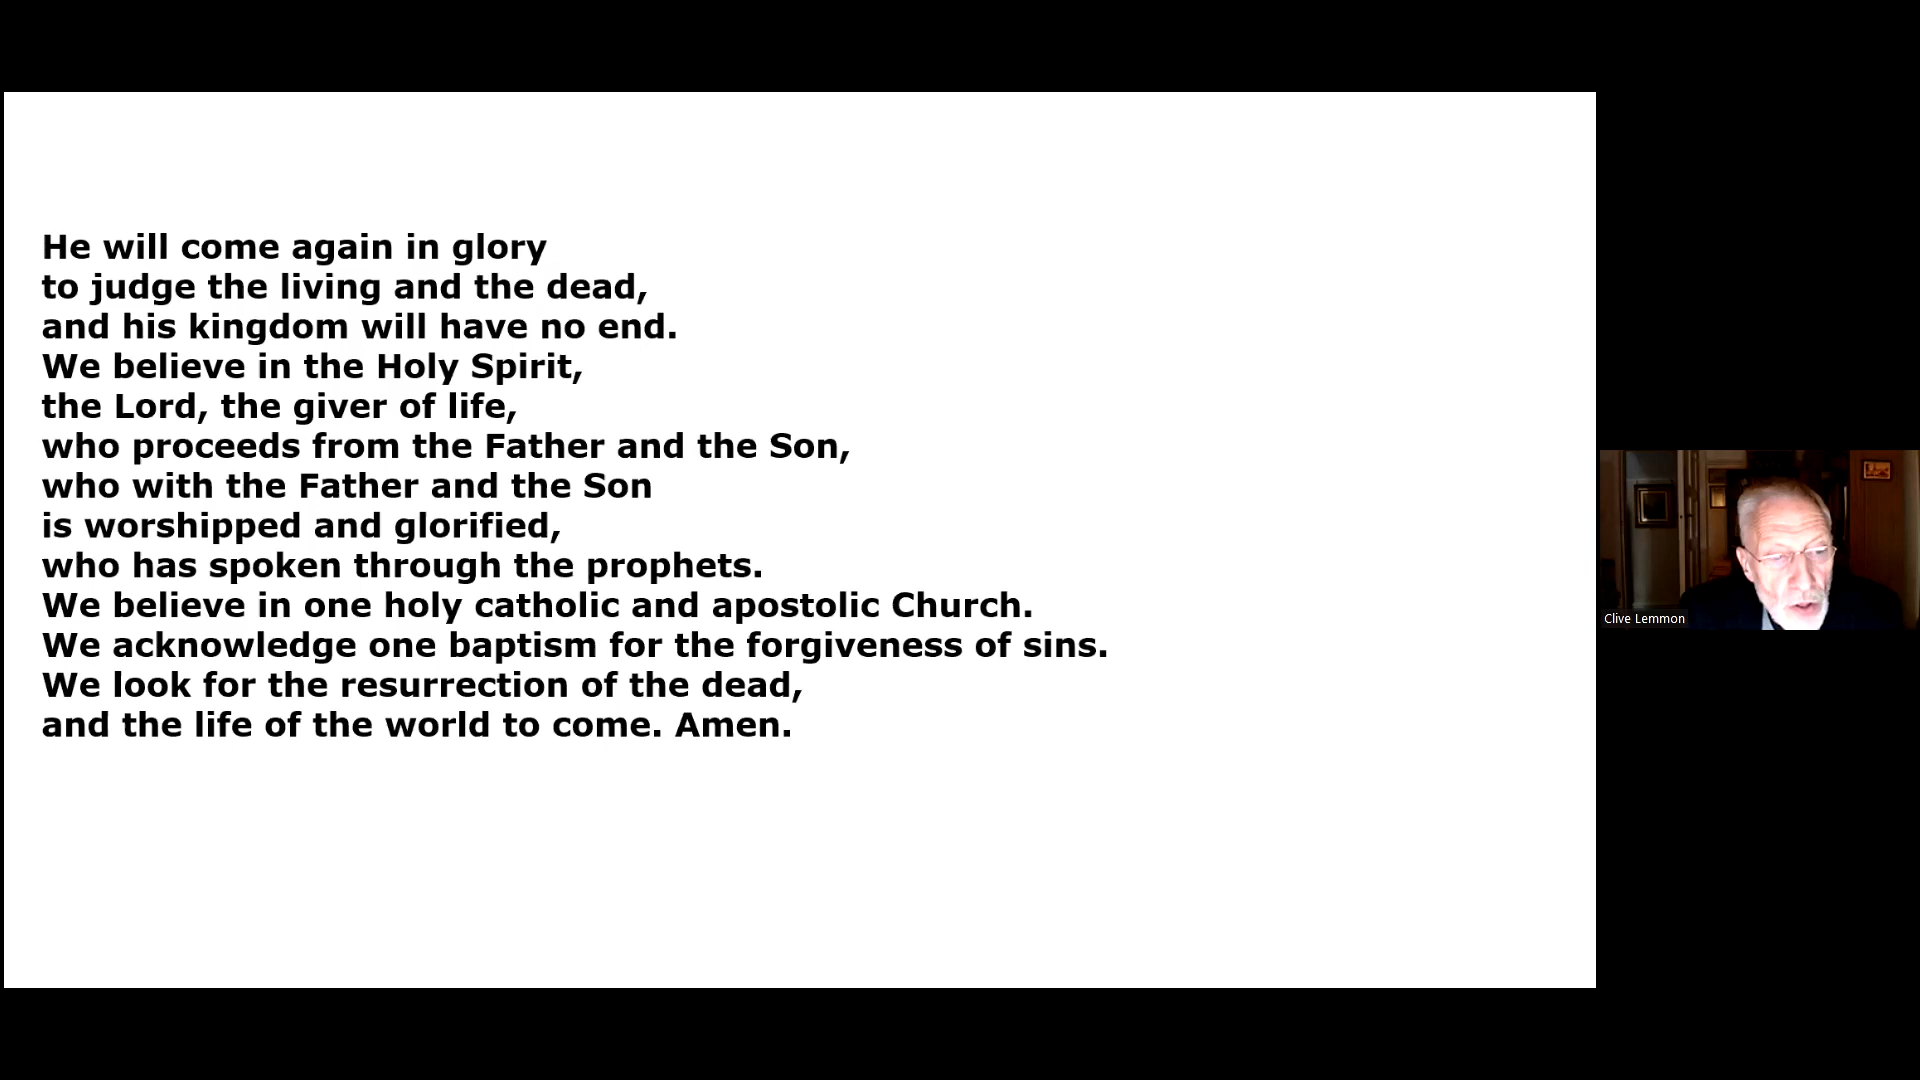 He will come again in glory
to judge the living and the dead,
and his kingdom will have no end.
We believe in the Holy Spirit,
the Lord, the giver of life,
who proceeds from the Father and the Son,
who with the Father and the Son
is worshipped and glorified,
who has spoken through the prophets.
We believe in one holy catholic and apostolic Church.
We acknowledge one baptism for the forgiveness of sins.
We look for the resurrection of the dead,
and the life of the world to come. Amen.
Clive Lemmon